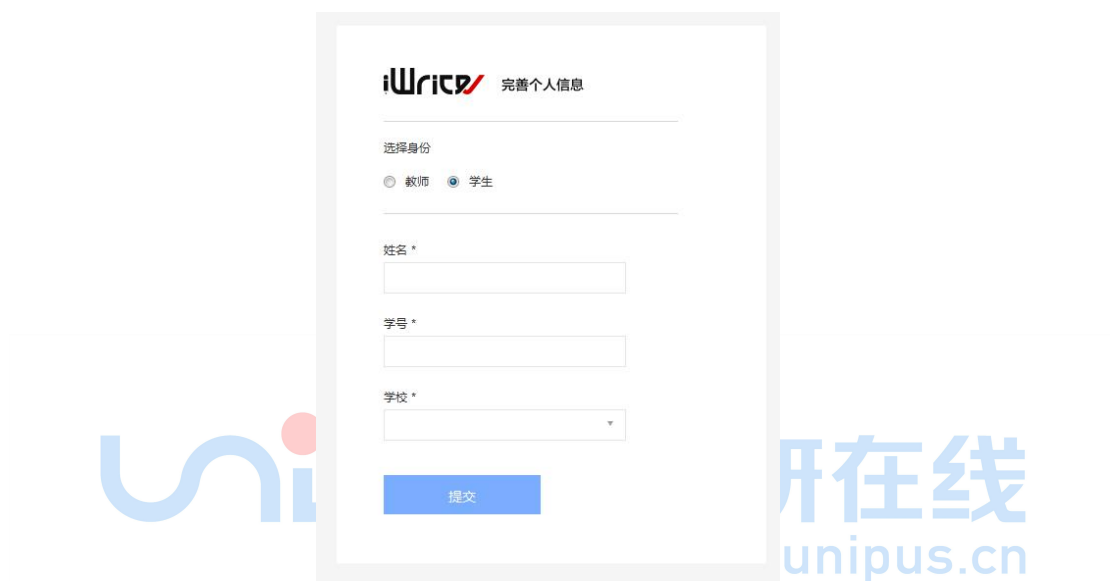 iWrite 完善个人信息
选择身份
教师 学生
姓名 *
学号 *
学校 *
提交
研在线
unipus.cn